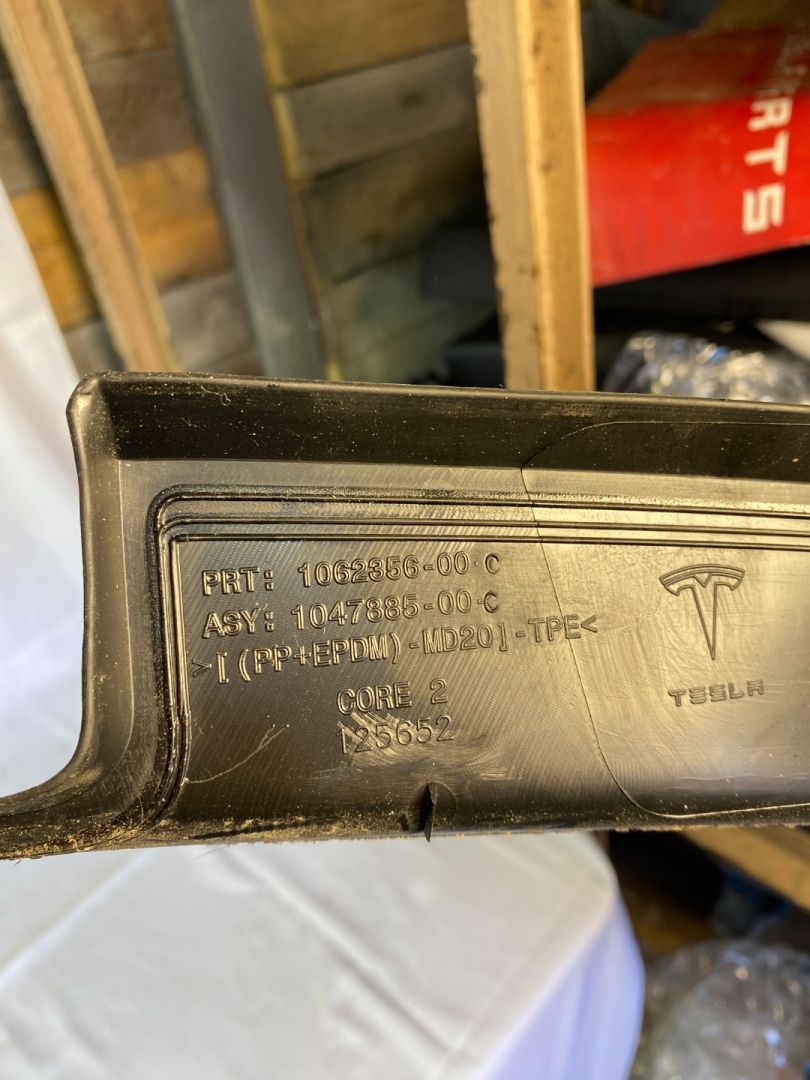 RTS
PRT: 1062356-00-C
ASY: 1047885-00-C
>[(PP+EPDM)-MD20]-TPE<
CORE 2
125652
TESLA